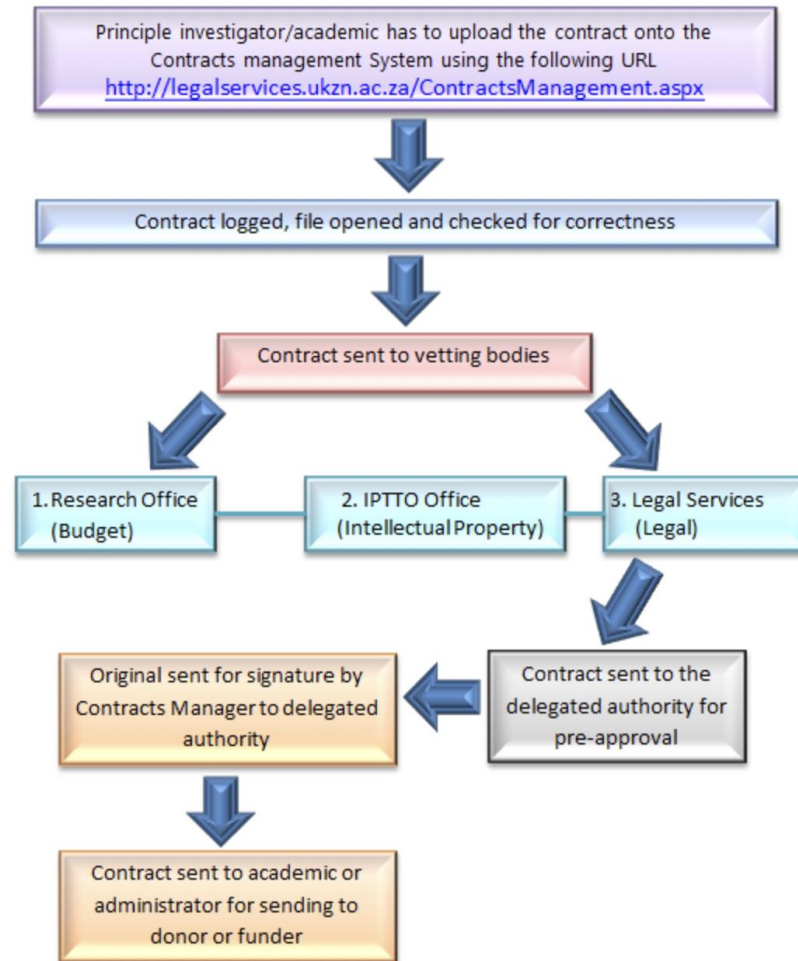 Principle investigator/academic has to upload the contract onto the
Contracts management System using the following URL
http://legalservices.ukzn.ac.za/ContractsManagement.aspx
Contract logged, file opened and checked for correctness
Contract sent to vetting bodies
1. Research Office
(Budget)
2. IPTTO Office
(Intellectual Property)
3. Legal Services
(Legal)
Contract sent to the
delegated authority for
pre-approval
Original sent for signature by
Contracts Manager to delegated
authority
Contract sent to academic or
administrator for sending to
donor or funder